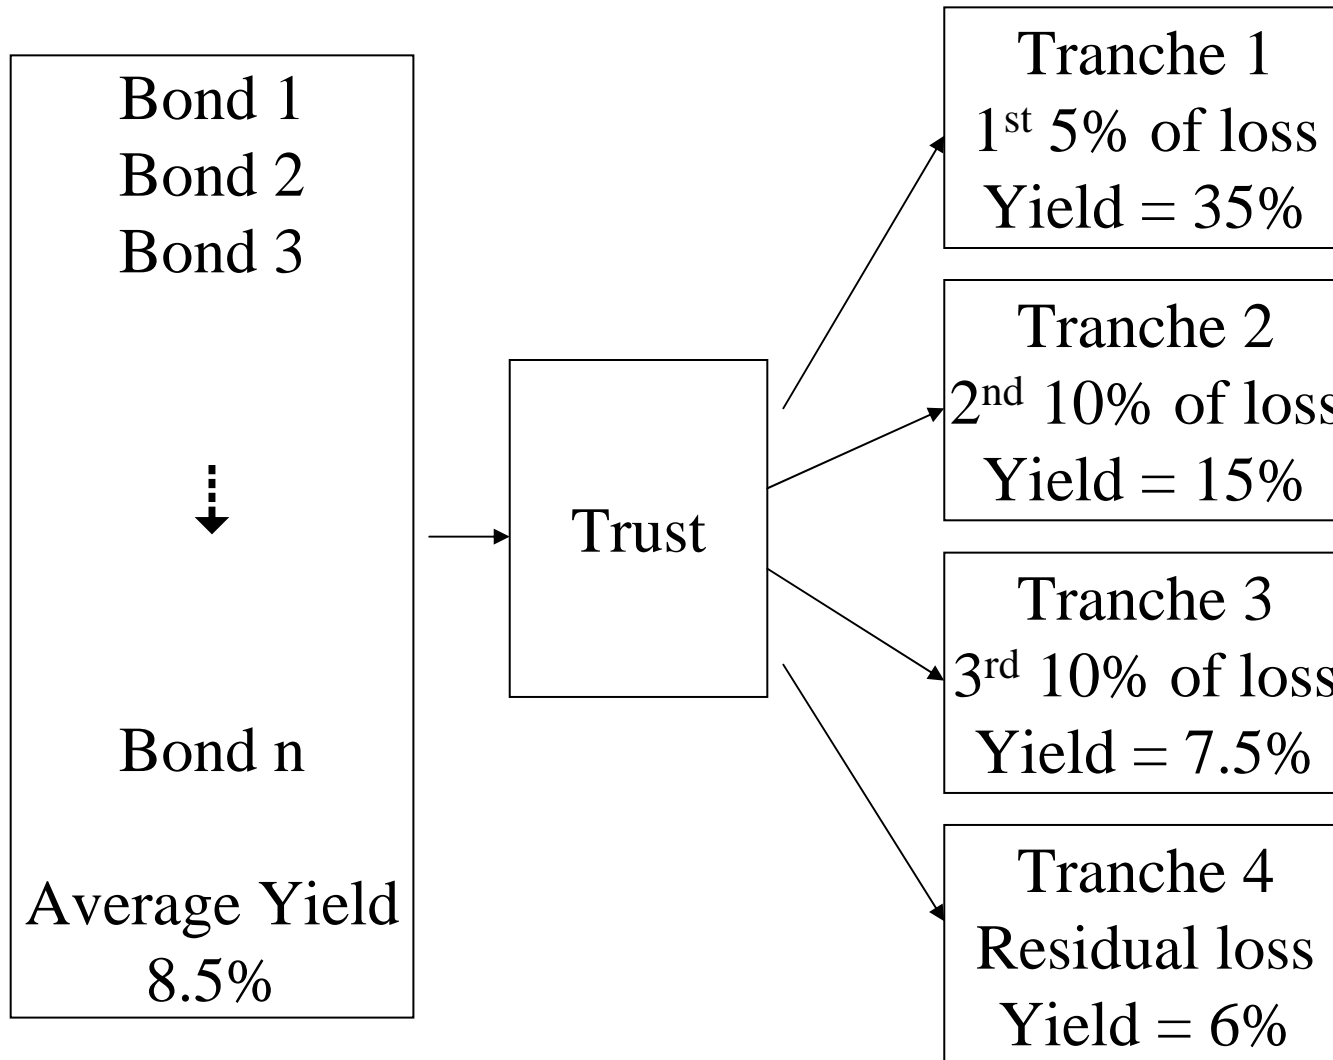 Bond 1
Bond 2
Bond 3
Bond n
Average Yield
8.5%
Trust
Tranche 1
1st 5% of loss
Yield = 35%
Tranche 2
2nd 10% of loss
Yield = 15%
Tranche 3
3rd 10% of loss
Yield = 7.5%
Tranche 4
Residual loss
Yield = 6%